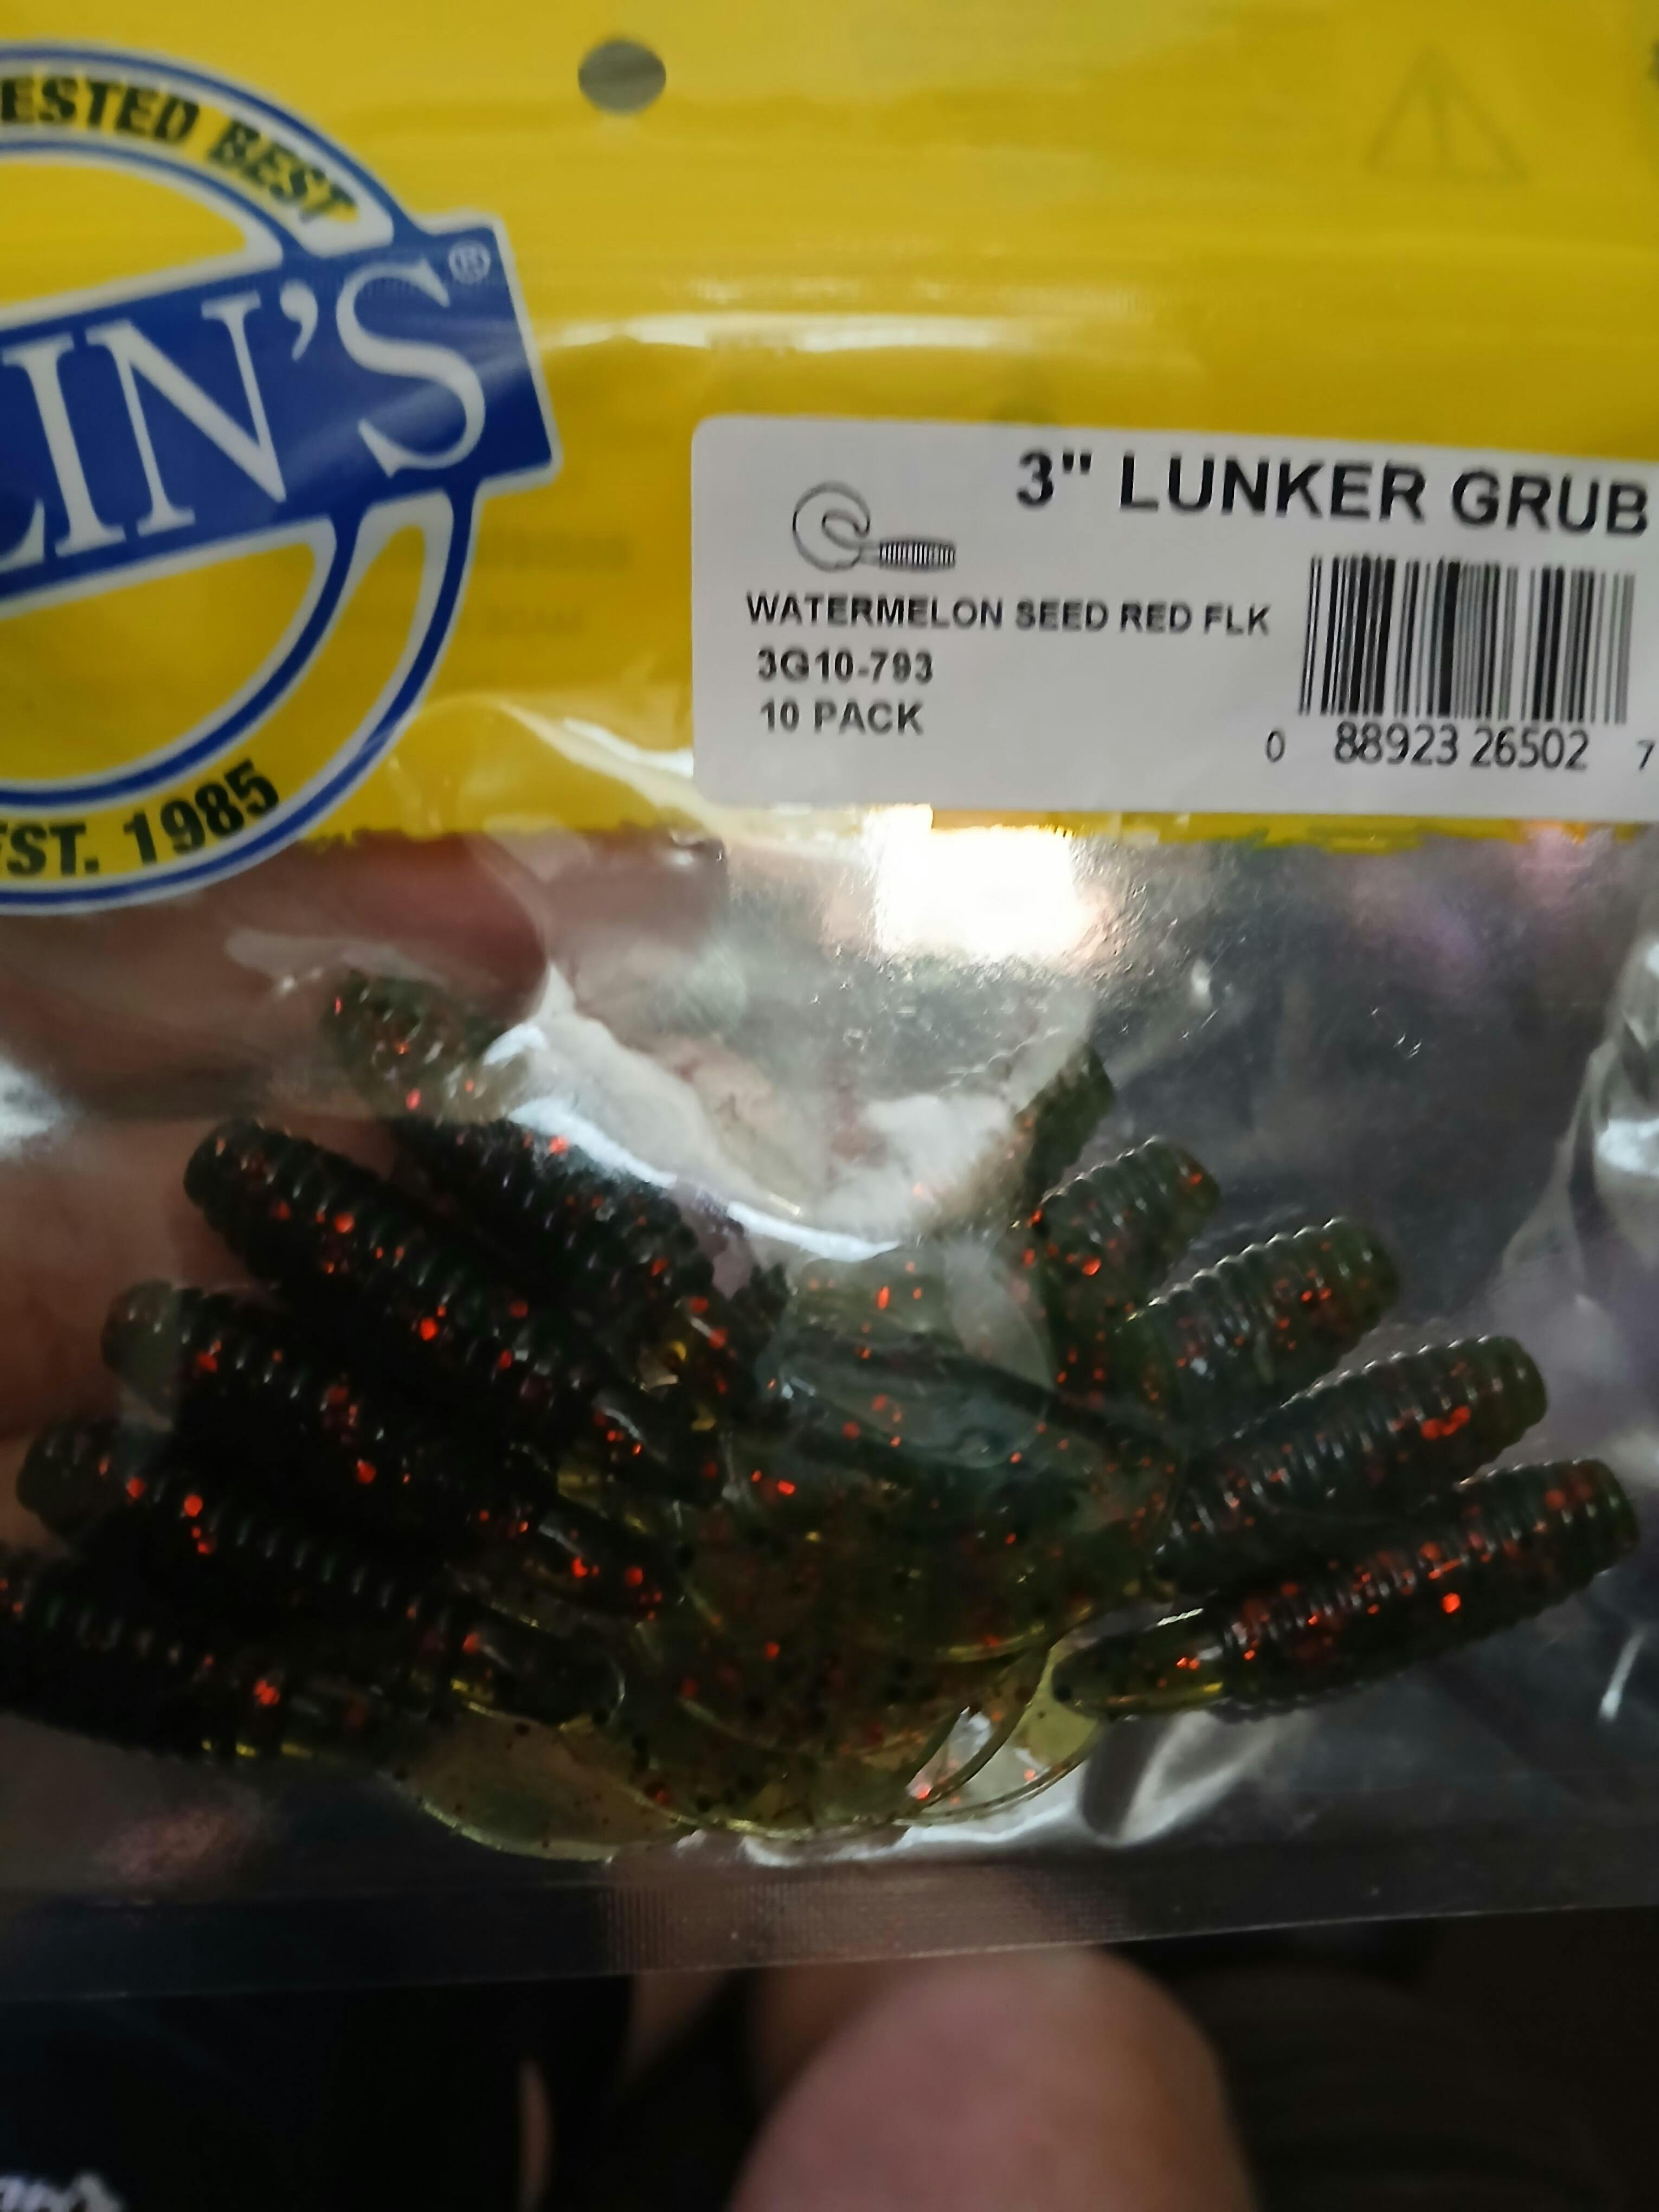 ESTED BEST
LIN'S®
EST. 1985
3" LUNKER GRUB
WATERMELON SEED RED FLK
3G10-793
10 PACK
0 88923 26502 7